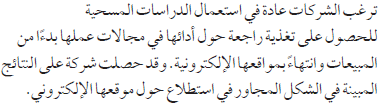 ترغب الشركات عادة في استعمال الدراسات المسحية
للحصول على تغذية راجعة حول أدائها في مجالات عملها بدءًا من
المبيعات وانتهاءً بمواقعها الإلكترونية. وقد حصلت شركة على النتائج
المبينة في الشكل المجاور في استطلاع حول موقعها الإلكتروني.